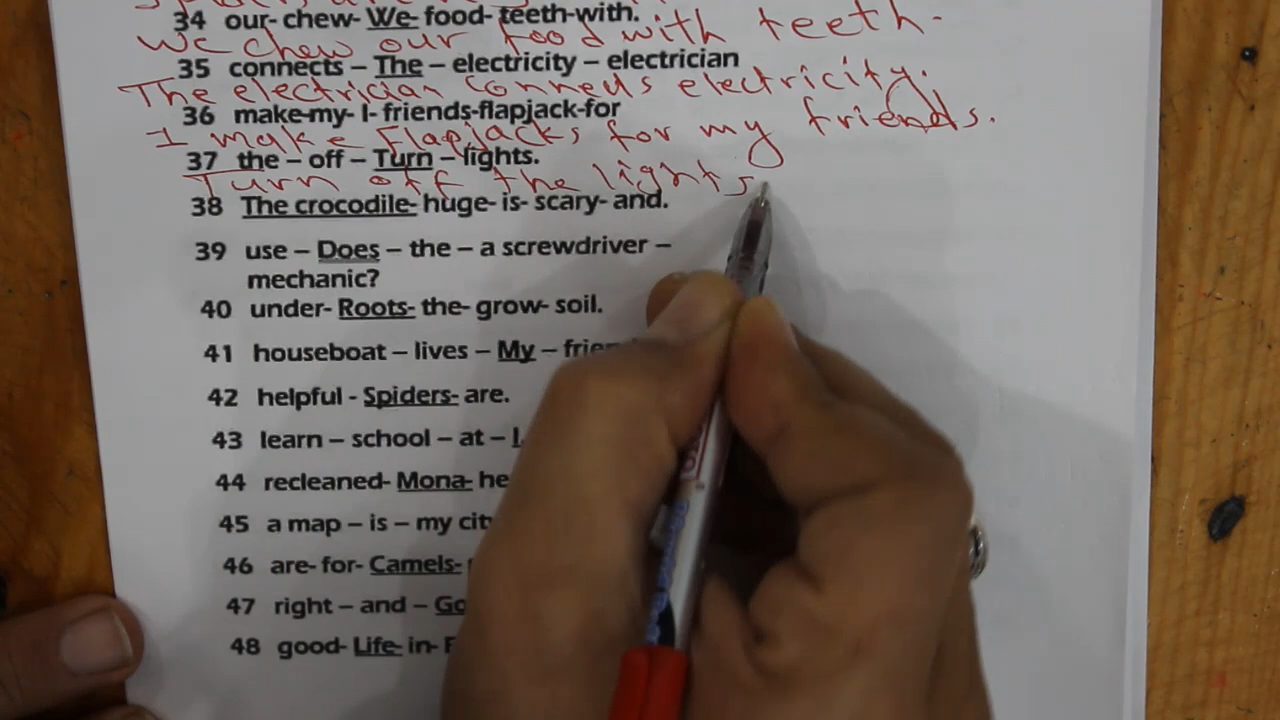 34 our- chew- We- food- teeth-with.
We chew our food with teeth.
35 connects – The – electricity – electrician
The electrician connects electricity.
36 make-my- I- friends-flapjack-for
I make Flapjacks for my friends.
37 the – off – Turn – lights.
Turn off the lights
38 The crocodile- huge- is- scary- and.
39 use – Does – the – a screwdriver –
mechanic?
40 under- Roots- the- grow- soil.
41 houseboat – lives – My –
42 helpful - Spiders- are.
43 learn – school – at –
44 recleaned- Mona-
45 a map – is – my
46 are- for- Camels-
47 right – and –
48 good- Life- in-